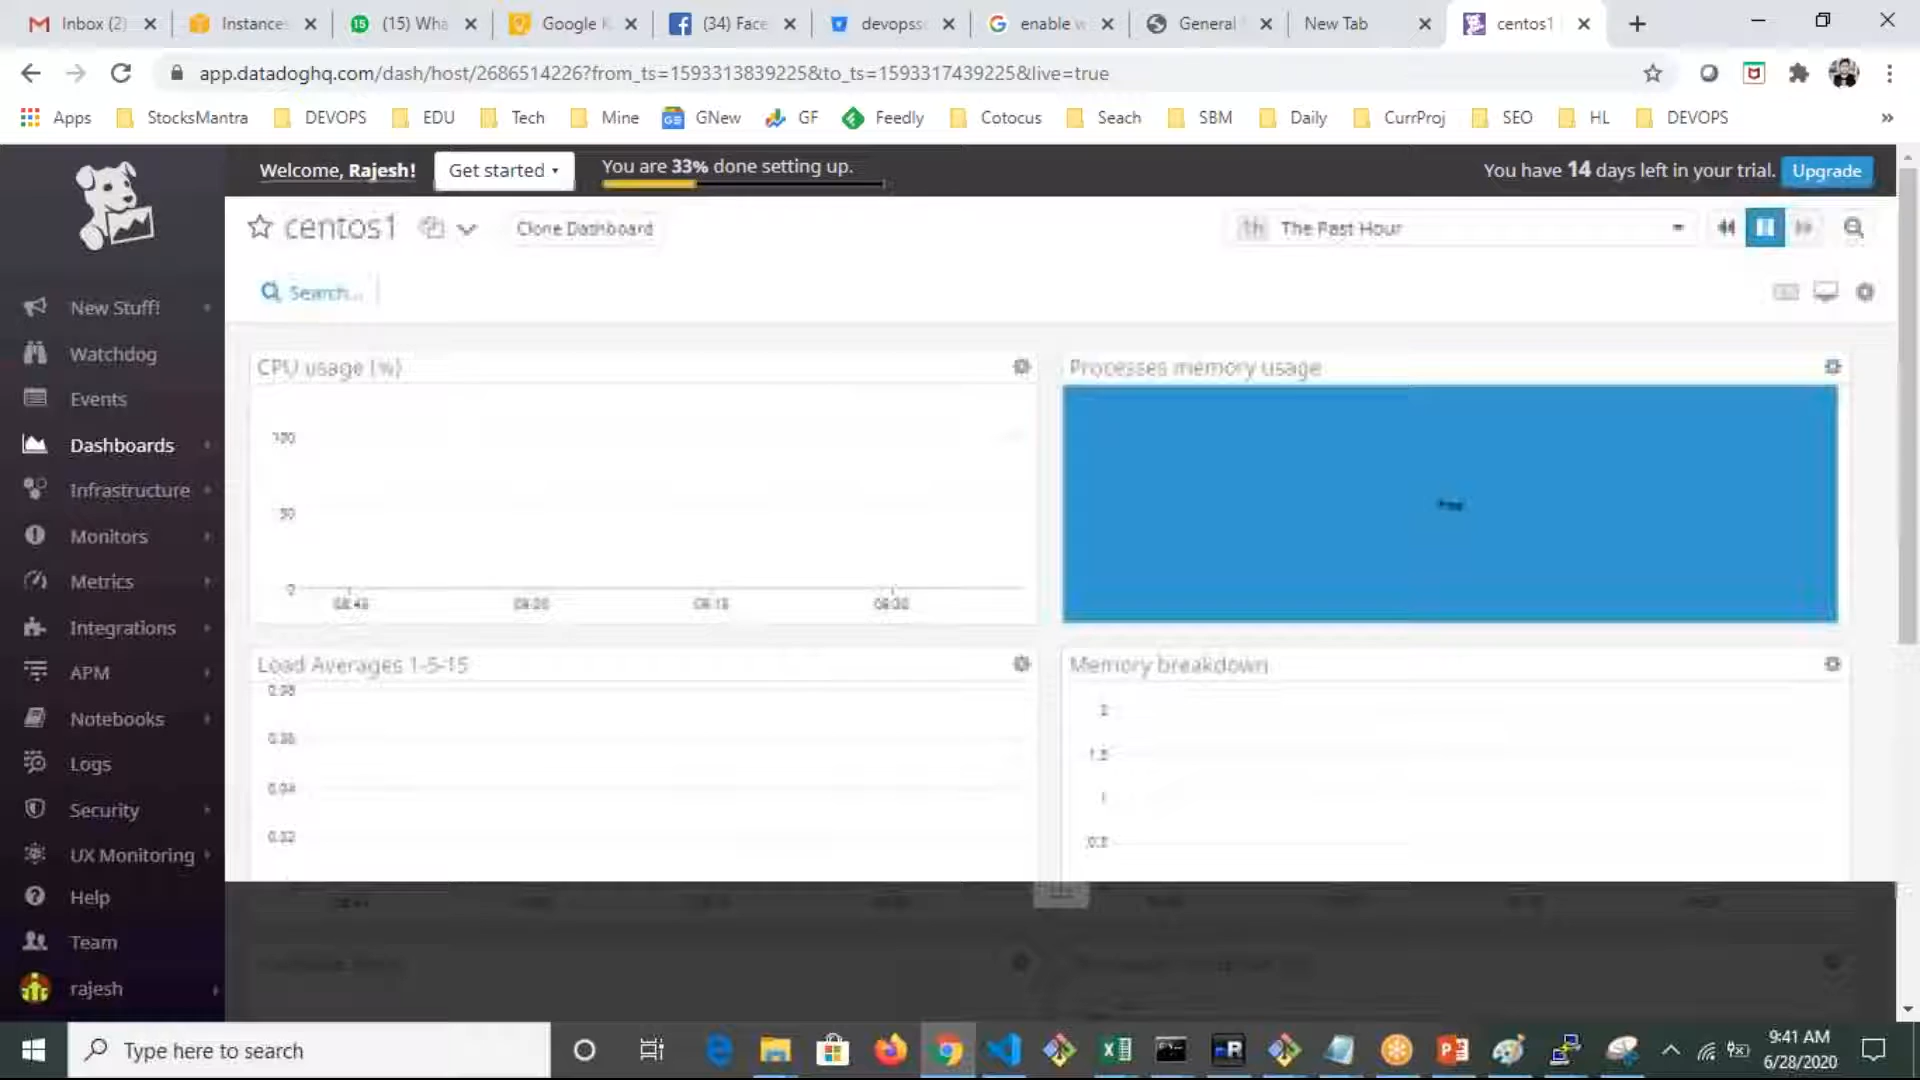 Inbox (2)
Instance
(15) Wha
Google K
(34) Face
devopss
enable w
General
New Tab
centos1
app.datadoghq.com/dash/host/2686514226?from_ts=1593313839225&to_ts=1593317439225&live=true
Apps StocksMantra DEVOPS EDU Tech Mine GNew GF Feedly Cotocus Seach SBM Daily CurrProj SEO HL DEVOPS »
Welcome, Rajesh! Get started You are 33% done setting up. You have 14 days left in your trial. Upgrade
centos1 Clone Dashboard 1h The Past Hour
Search...
New Stuff!
Watchdog
Events
Dashboards
Infrastructure
Monitors
Metrics
Integrations
APM
Notebooks
Logs
Security
UX Monitoring
Help
Team
rajesh
CPU usage (%)
100
50
0
08:45 09:00 09:15 09:30
Processes memory usage
free
Load Averages 1-5-15
0.08
0.06
0.04
0.02
Memory breakdown
2
1.5
1
0.5
Type here to search
9:41 AM
6/28/2020